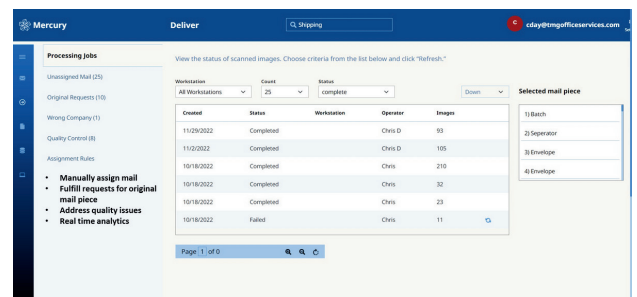 Mercury
Deliver
Shipping
C
cday@tmgofficeservices.com
Processing Jobs
Unassigned Mail (25)
Original Requests (10)
Wrong Company (1)
Quality Control (8)
Assignment Rules
• Manually assign mail
• Fulfill requests for original
mail piece
• Address quality issues
• Real time analytics
View the status of scanned images. Choose criteria from the list below and click "Refresh."
Workstation Count Status
All Workstations 25 complete Down
Created Status Workstation Operator Images
11/29/2022 Completed Chris D 93
11/2/2022 Completed Chris D 105
10/18/2022 Completed Chris 210
10/18/2022 Completed Chris 32
10/18/2022 Completed Chris 23
10/18/2022 Failed Chris 11
Page 1 of 0
Selected mail piece
1) Batch
2) Seperator
3) Envelope
4) Envelope